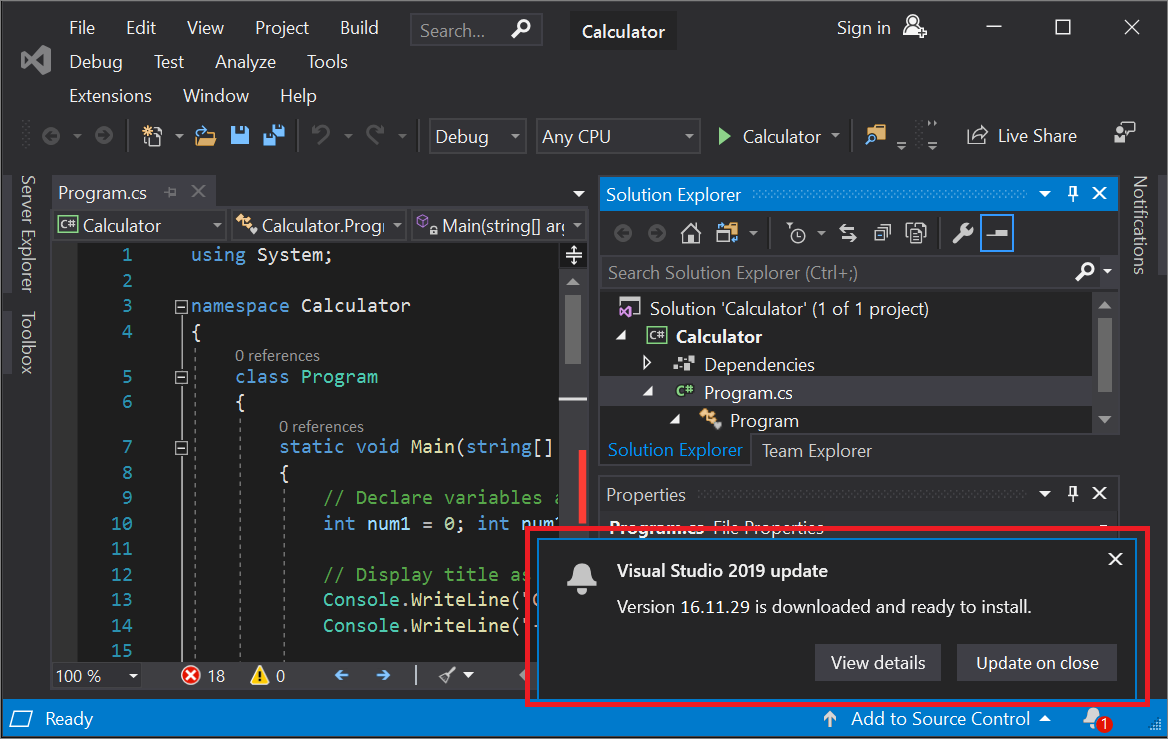 File Edit View Project Build Search... Calculator Sign in
Debug Test Analyze Tools
Extensions Window Help
Debug Any CPU Calculator Live Share
Server Explorer
Toolbox
Program.cs
C# Calculator Calculator.Progr Main(string[] arg
1 using System;
2
3 namespace Calculator
4 {
0 references
5 class Program
6 {
0 references
7 static void Main(string[]
8 {
9 // Declare variables a
10 int num1 = 0; int num
11
12 // Display title as
13 Console.WriteLine("C
14 Console.WriteLine("-
15
100 % 18 0
Solution Explorer
Search Solution Explorer (Ctrl+;)
Solution 'Calculator' (1 of 1 project)
C# Calculator
Dependencies
C# Program.cs
Program
Solution Explorer Team Explorer
Properties
Program.cs File Properties
Notifications
Visual Studio 2019 update
Version 16.11.29 is downloaded and ready to install.
View details Update on close
Ready Add to Source Control 1